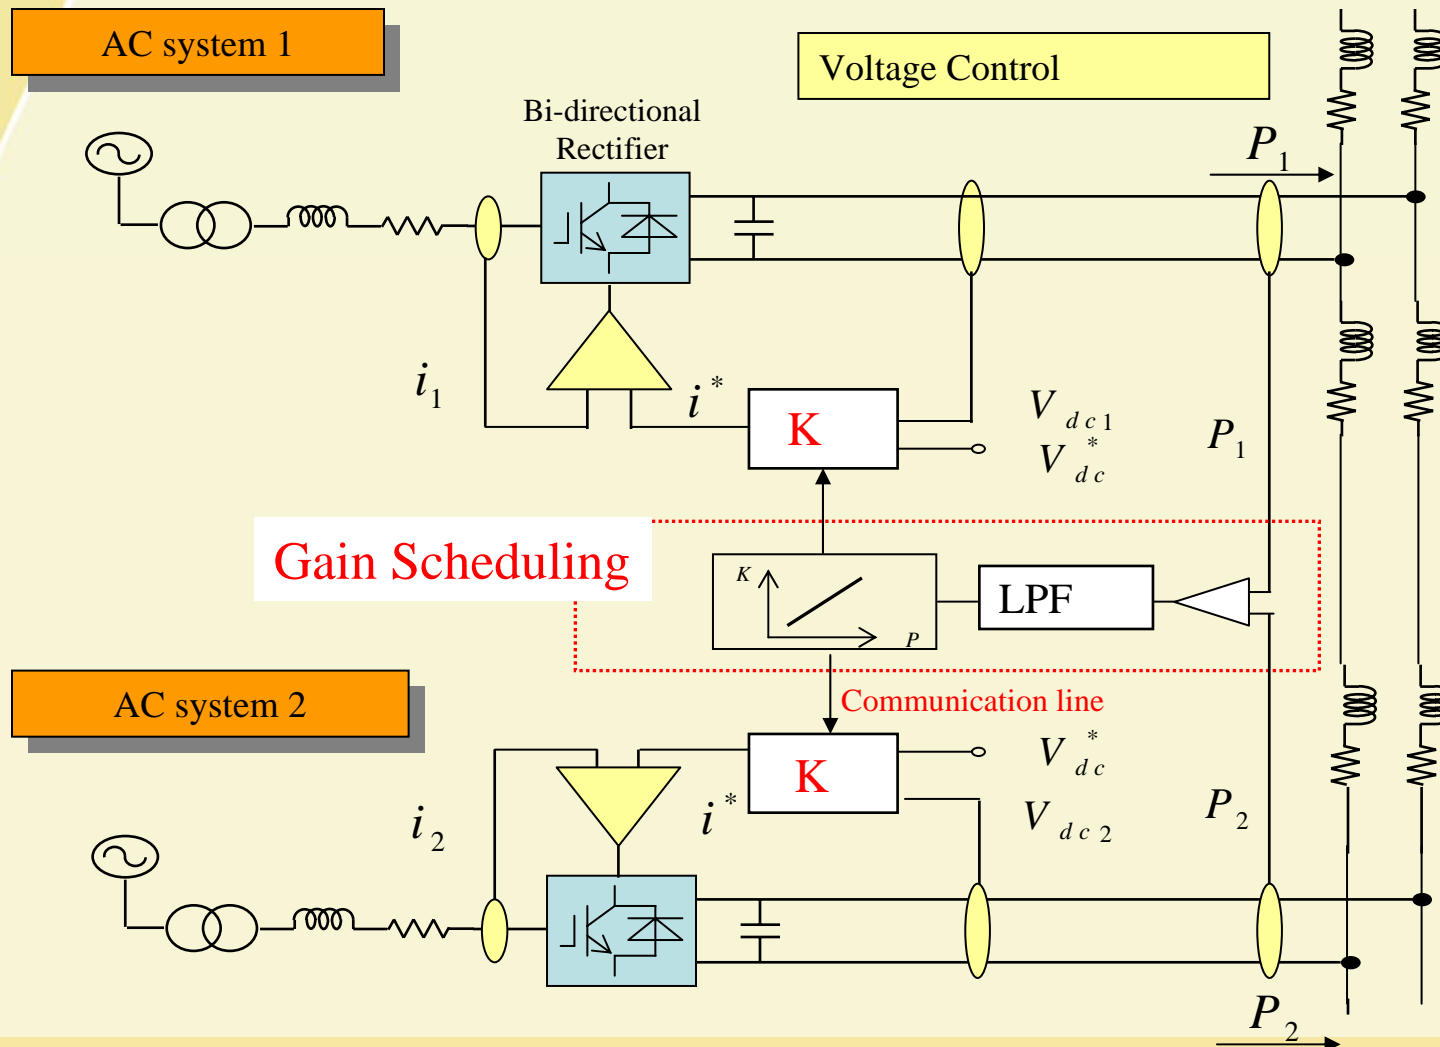 AC system 1
Voltage Control
Bi-directional
Rectifier
P1
i1
i*
K
Vdc1
V*dc
P1
Gain Scheduling
K
P
LPF
AC system 2
Communication line
i2
i*
K
V*dc
Vdc2
P2
P2